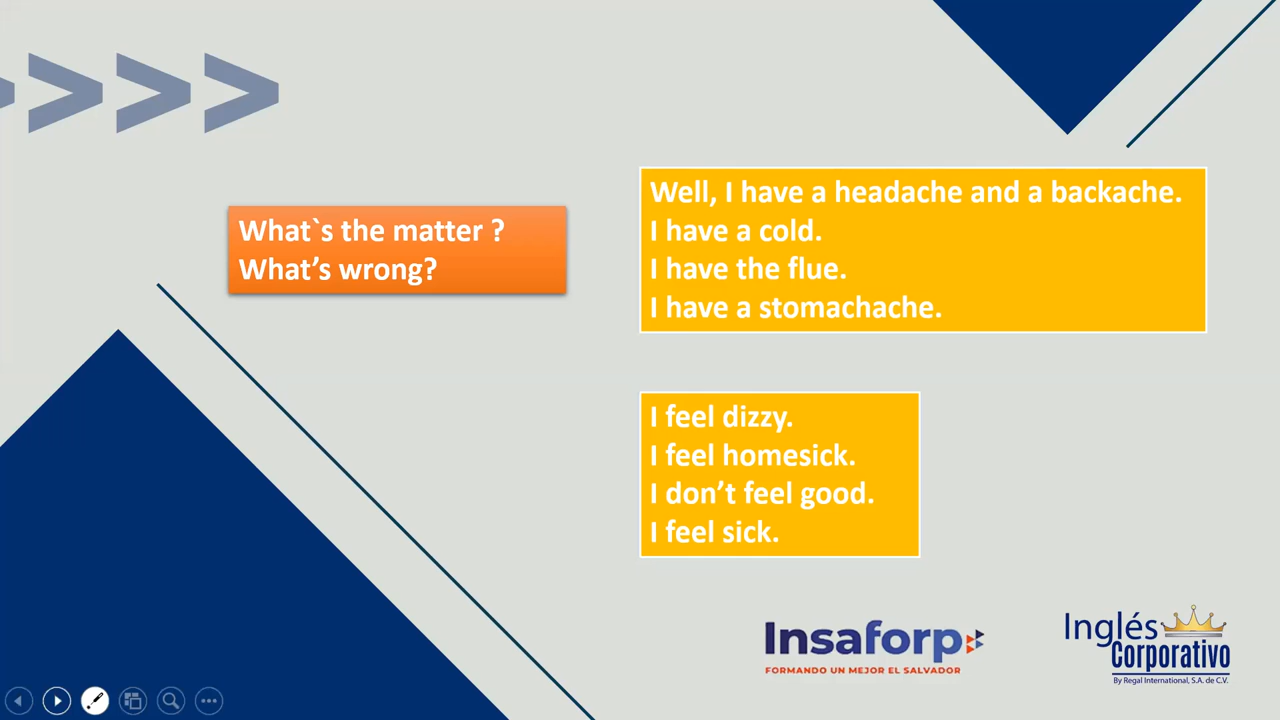 What`s the matter ?
What's wrong?
Well, I have a headache and a backache.
I have a cold.
I have the flue.
I have a stomachache.
I feel dizzy.
I feel homesick.
I don't feel good.
I feel sick.
Insaforp
FORMANDO UN MEJOR EL SALVADOR
Inglés
Corporativo
By Regal International, S.A. de C.V.